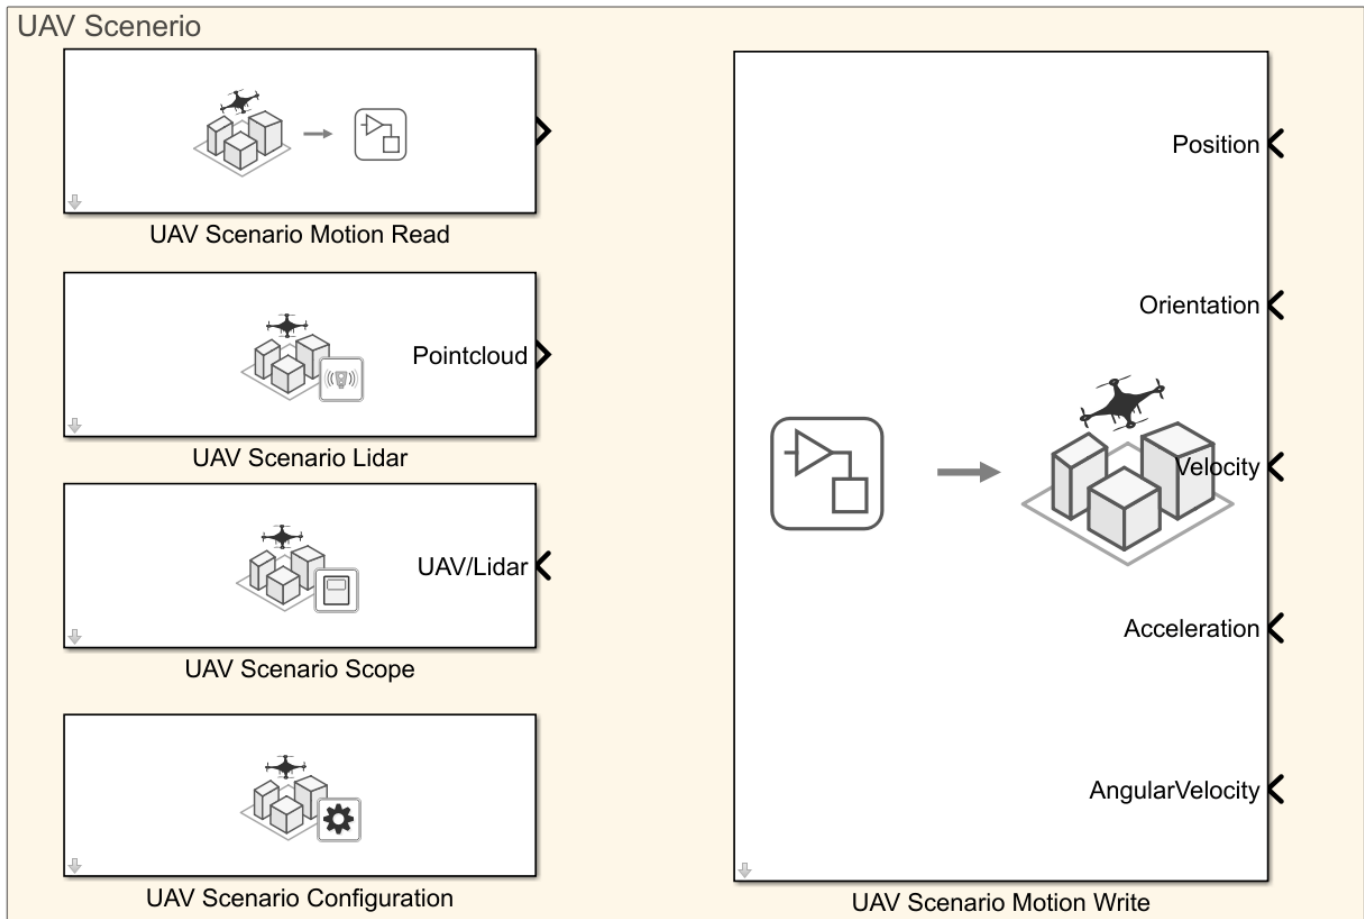 UAV Scenerio
UAV Scenario Motion Read
Pointcloud
UAV Scenario Lidar
UAV/Lidar
UAV Scenario Scope
UAV Scenario Configuration
Position
Orientation
Velocity
Acceleration
AngularVelocity
UAV Scenario Motion Write